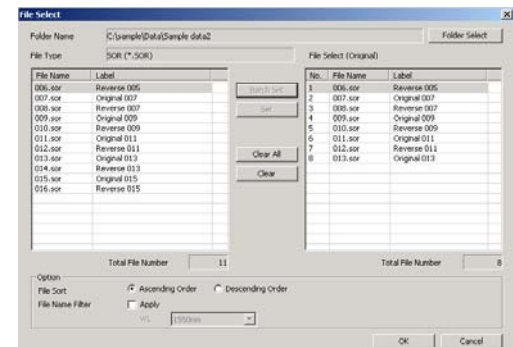 File Select
Folder Name C:\sample\Data\Sample data2 Folder Select
File Type SOR (*.SOR) File Select (Original)
File Name Label
006.sor Reverse 005
007.sor Original 007
008.sor Reverse 007
009.sor Original 009
010.sor Reverse 009
011.sor Original 011
012.sor Reverse 011
013.sor Original 013
014.sor Reverse 013
015.sor Original 015
016.sor Reverse 015
Batch Set
Set
Clear All
Clear
No. File Name Label
1 006.sor Reverse 005
2 007.sor Original 007
3 008.sor Reverse 007
4 009.sor Original 009
5 010.sor Reverse 009
6 011.sor Original 011
7 012.sor Reverse 011
8 013.sor Original 013
Total File Number 11
Total File Number 8
Option
File Sort Ascending Order Descending Order
File Name Filter Apply
WL 1550nm
OK Cancel